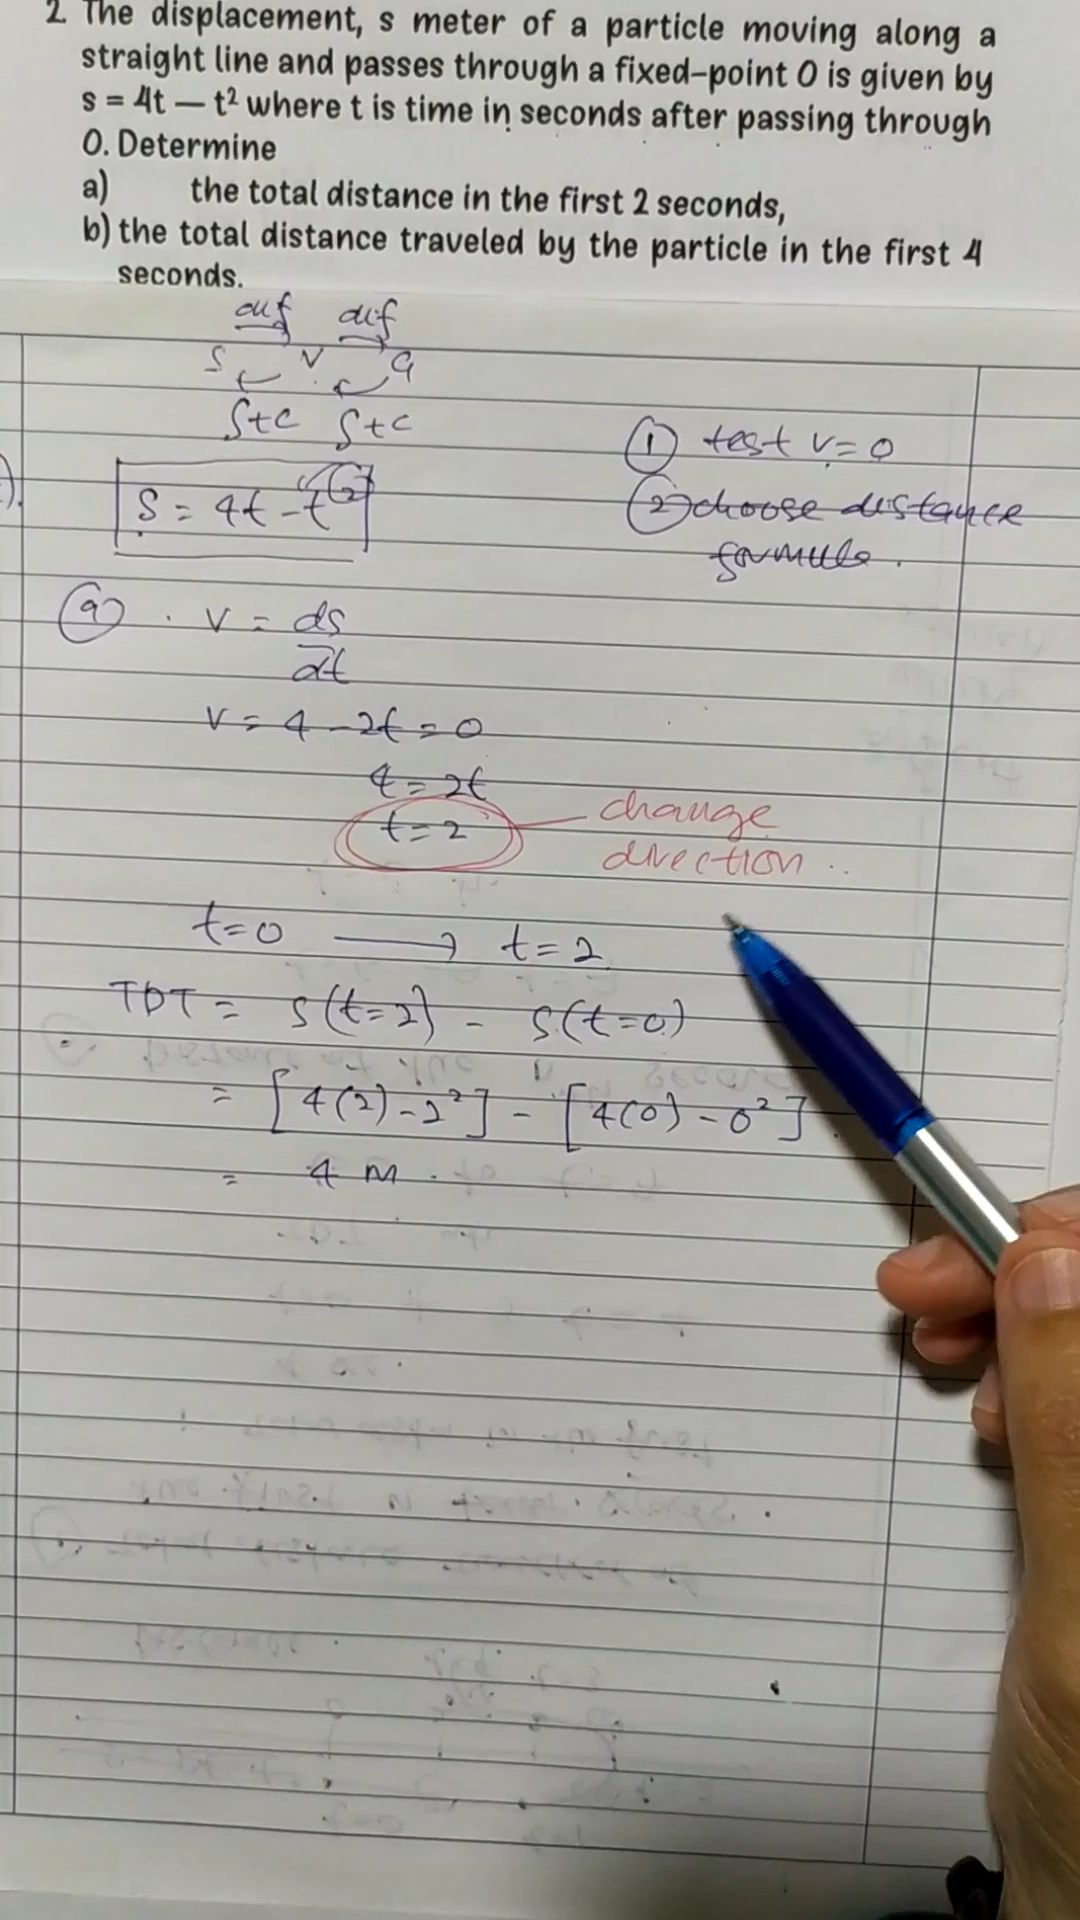 2. The displacement, s meter of a particle moving along a
straight line and passes through a fixed-point O is given by
s = 4t — t² where t is time in seconds after passing through
O. Determine
a) the total distance in the first 2 seconds,
b) the total distance traveled by the particle in the first 4
seconds.
dif dif
s v a
∫+c ∫+c
① test v=0
s = 4t - t²
② choose distance
formula.
ⓐ v = ds/dt
v = 4 - 2t = 0
4 = 2t
t = 2
change
direction..
t=0 → t=2
TDT = s(t=2) - s(t=0)
= [4(2) - 2²] - [4(0) - 0²]
= 4 m.